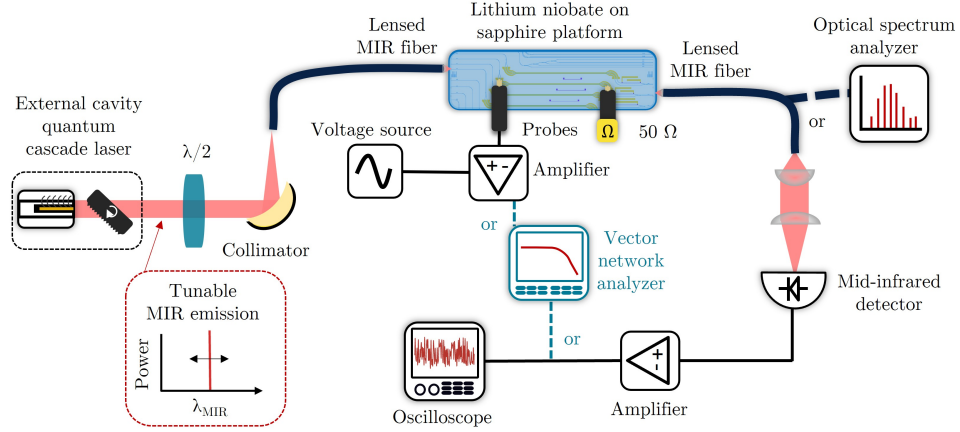 Lithium niobate on
sapphire platform
Lensed
MIR fiber
Lensed
MIR fiber
Optical spectrum
analyzer
External cavity
quantum
cascade laser
λ/2
Voltage source
Probes
Ω
50 Ω
or
Amplifier
Collimator
or
Vector
network
analyzer
Mid-infrared
detector
Tunable
MIR emission
Power
λMIR
or
Oscilloscope
Amplifier
+ -
+
-